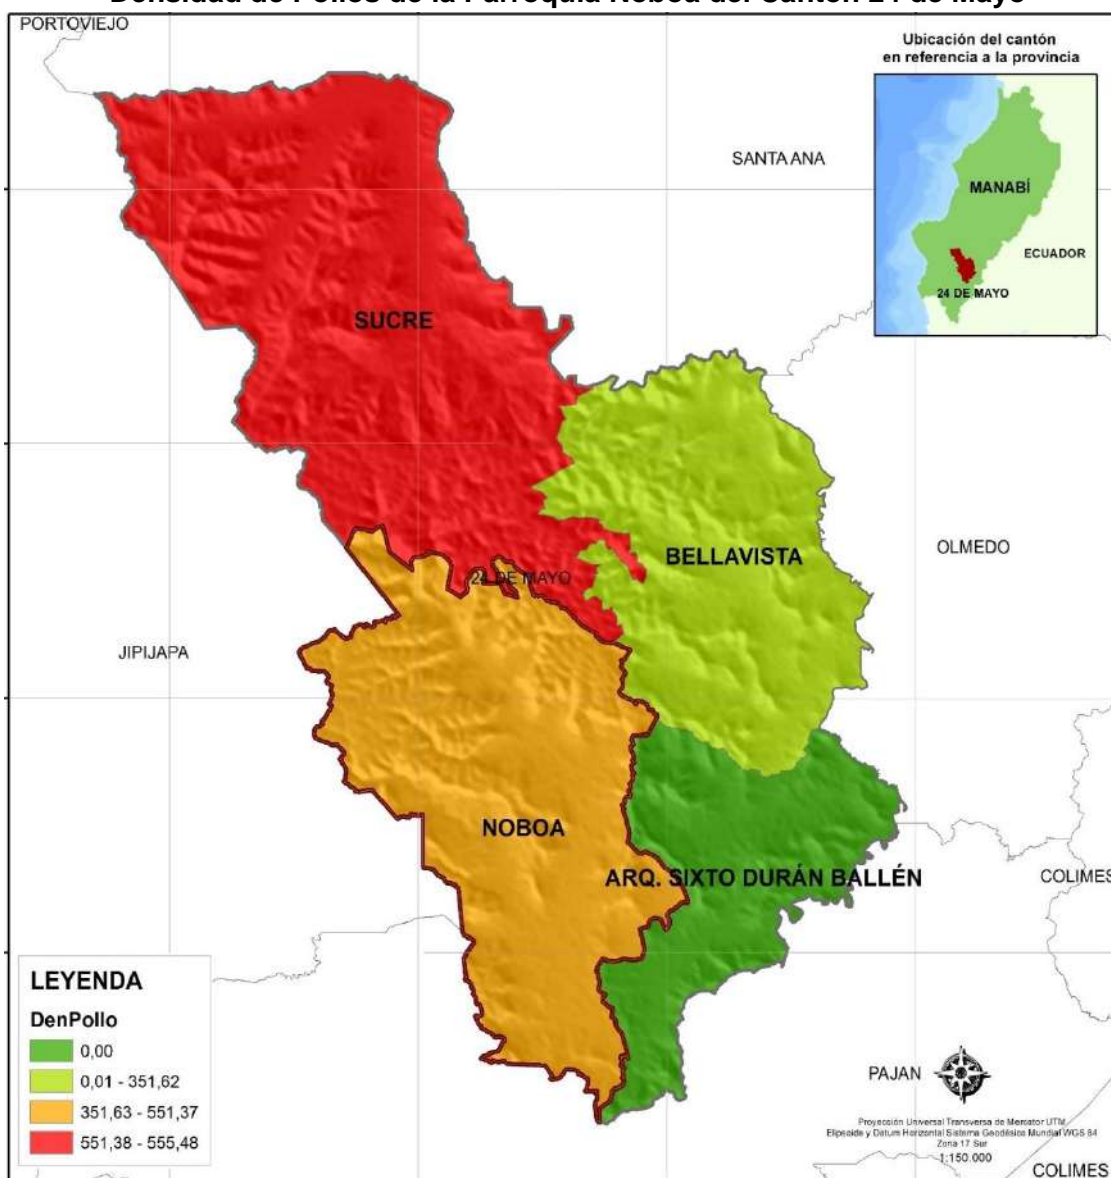 Densidad de Pollos de la Parroquia Noboa del Cantón 24 de Mayo
PORTOVIEJO
Ubicación del cantón
en referencia a la provincia
MANABÍ
ECUADOR
24 DE MAYO
SANTA ANA
SUCRE
BELLAVISTA
OLMEDO
24 DE MAYO
JIPIJAPA
NOBOA
ARQ. SIXTO DURÁN BALLÉN
COLIMES
LEYENDA
DenPollo
0,00
0,01 - 351,62
351,63 - 551,37
551,38 - 555,48
PAJAN
Proyección Universal Transversa de Mercator UTM
Elipsoide y Datum Horizontal Sistema Geodésico Mundial WGS 84
Zona 17 Sur
1:150.000
COLIMES